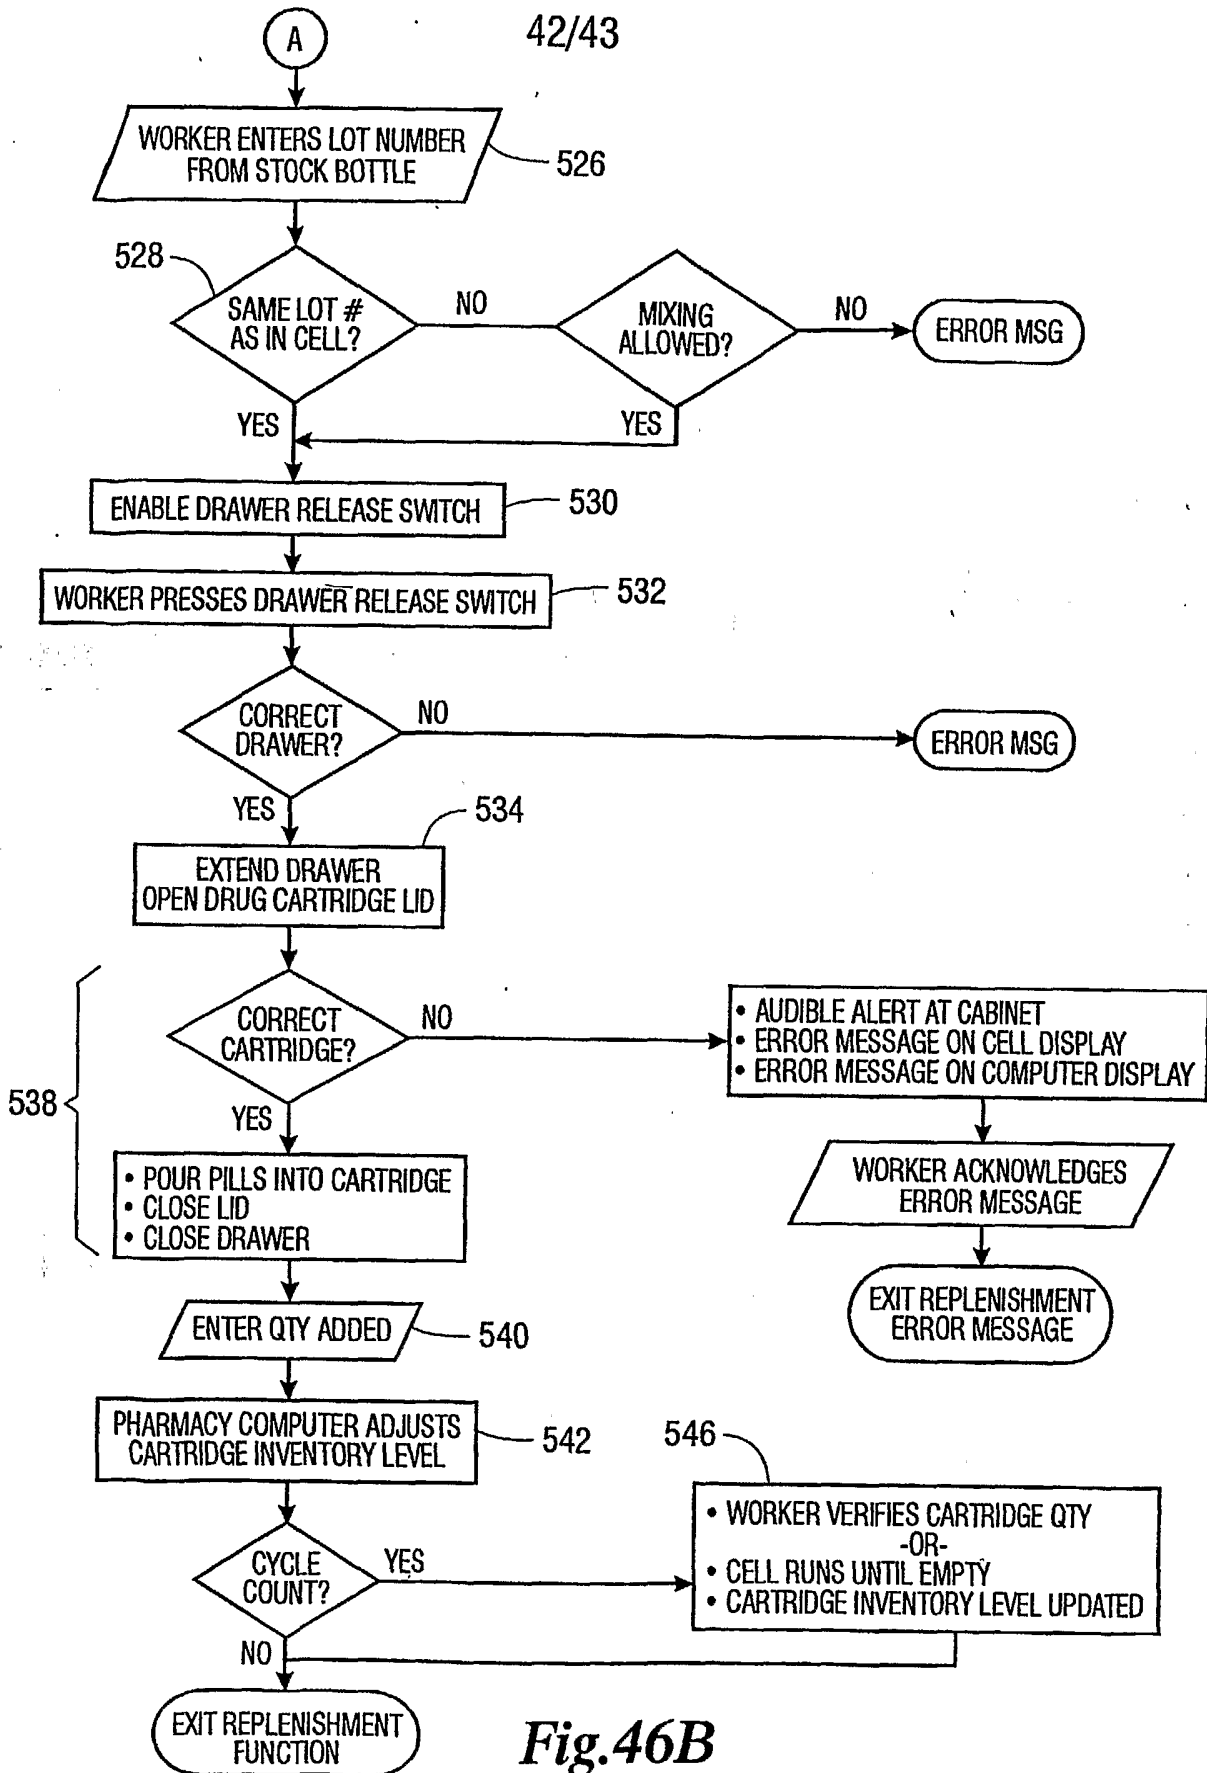 42/43
A
WORKER ENTERS LOT NUMBER
FROM STOCK BOTTLE
526
528
SAME LOT #
AS IN CELL?
NO
MIXING
ALLOWED?
NO
ERROR MSG
YES
YES
ENABLE DRAWER RELEASE SWITCH
530
WORKER PRESSES DRAWER RELEASE SWITCH
532
CORRECT
DRAWER?
NO
ERROR MSG
YES
534
EXTEND DRAWER
OPEN DRUG CARTRIDGE LID
538
CORRECT
CARTRIDGE?
NO
• AUDIBLE ALERT AT CABINET
• ERROR MESSAGE ON CELL DISPLAY
• ERROR MESSAGE ON COMPUTER DISPLAY
YES
WORKER ACKNOWLEDGES
ERROR MESSAGE
• POUR PILLS INTO CARTRIDGE
• CLOSE LID
• CLOSE DRAWER
EXIT REPLENISHMENT
ERROR MESSAGE
ENTER QTY ADDED
540
PHARMACY COMPUTER ADJUSTS
CARTRIDGE INVENTORY LEVEL
542
546
• WORKER VERIFIES CARTRIDGE QTY
-OR-
• CELL RUNS UNTIL EMPTY
• CARTRIDGE INVENTORY LEVEL UPDATED
CYCLE
COUNT?
YES
NO
EXIT REPLENISHMENT
FUNCTION
Fig.46B